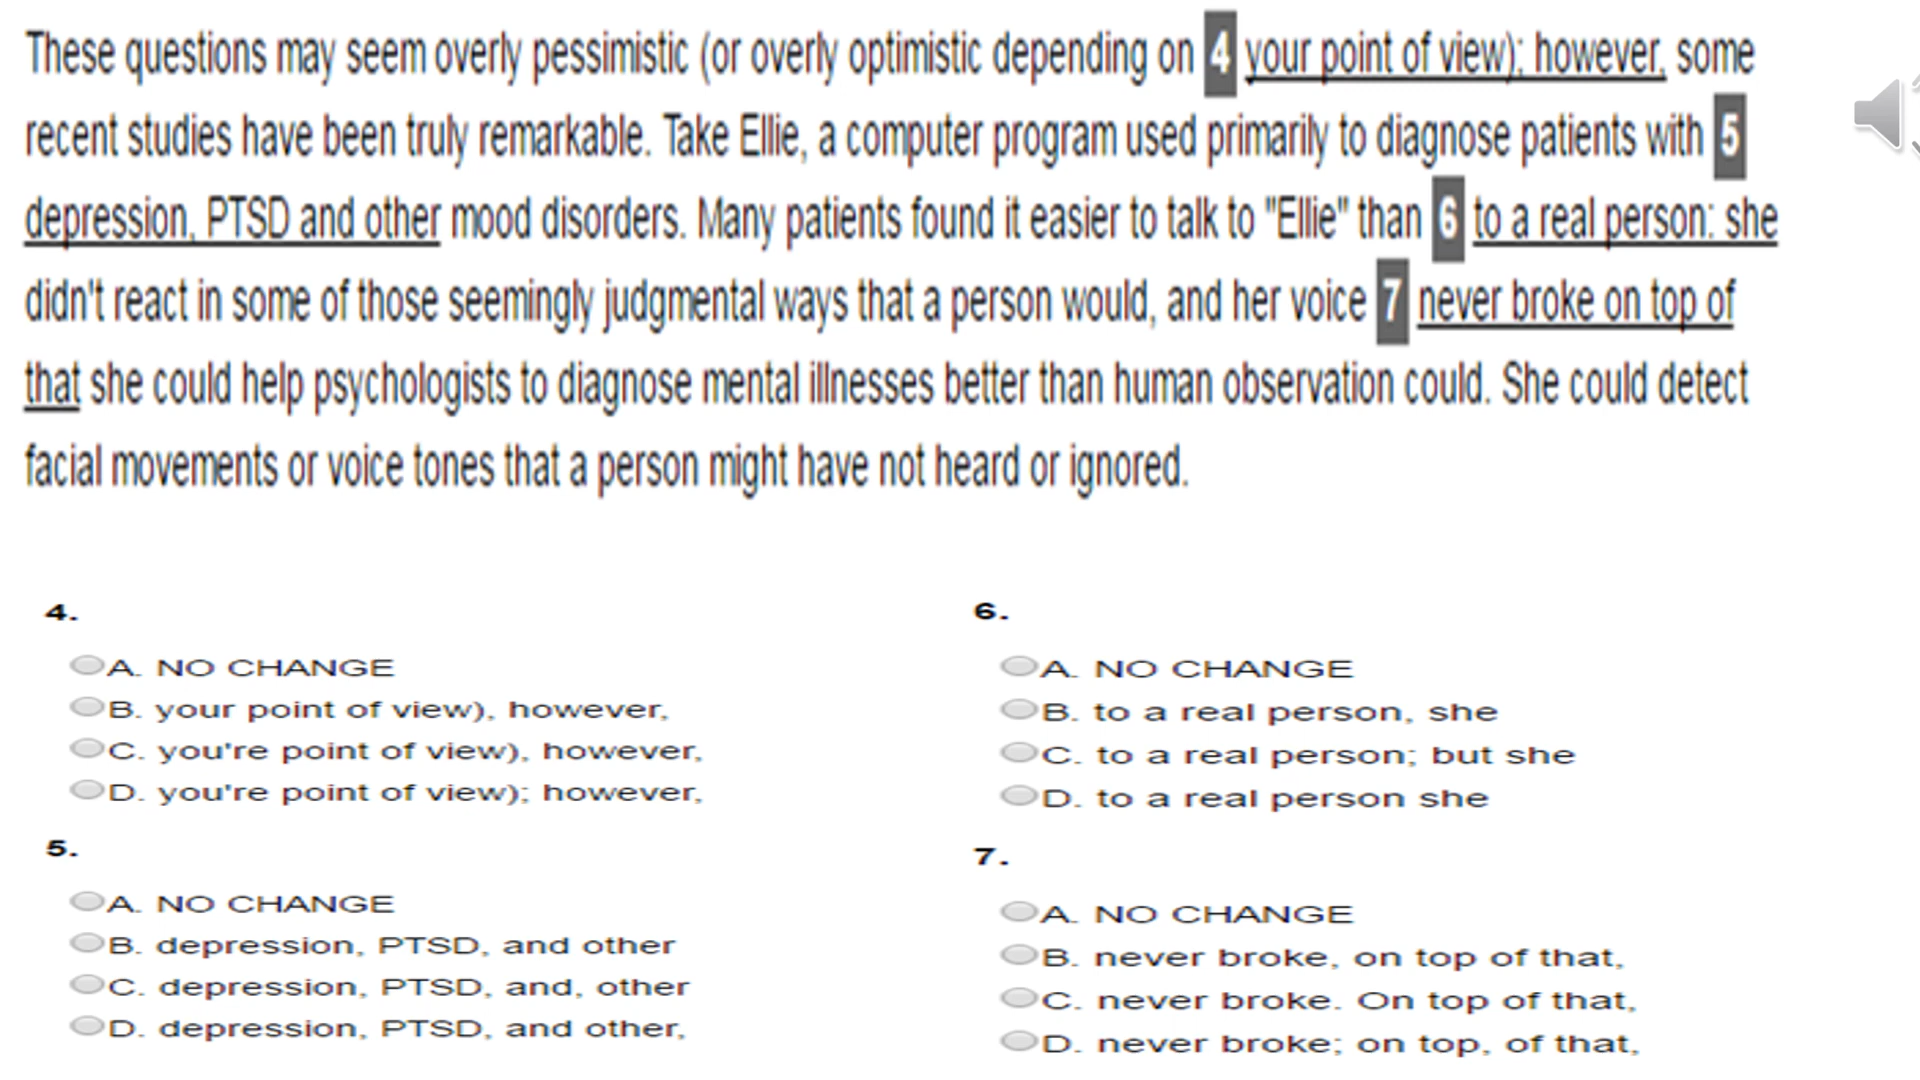 These questions may seem overly pessimistic (or overly optimistic depending on 4 your point of view); however, some
recent studies have been truly remarkable. Take Ellie, a computer program used primarily to diagnose patients with 5
depression, PTSD and other mood disorders. Many patients found it easier to talk to "Ellie" than 6 to a real person: she
didn't react in some of those seemingly judgmental ways that a person would, and her voice 7 never broke on top of
that she could help psychologists to diagnose mental illnesses better than human observation could. She could detect
facial movements or voice tones that a person might have not heard or ignored.
4.
A. NO CHANGE
B. your point of view), however,
C. you're point of view), however,
D. you're point of view); however,
5.
A. NO CHANGE
B. depression, PTSD, and other
C. depression, PTSD, and, other
D. depression, PTSD, and other,
6.
A. NO CHANGE
B. to a real person, she
C. to a real person; but she
D. to a real person she
7.
A. NO CHANGE
B. never broke, on top of that,
C. never broke. On top of that,
D. never broke; on top, of that,